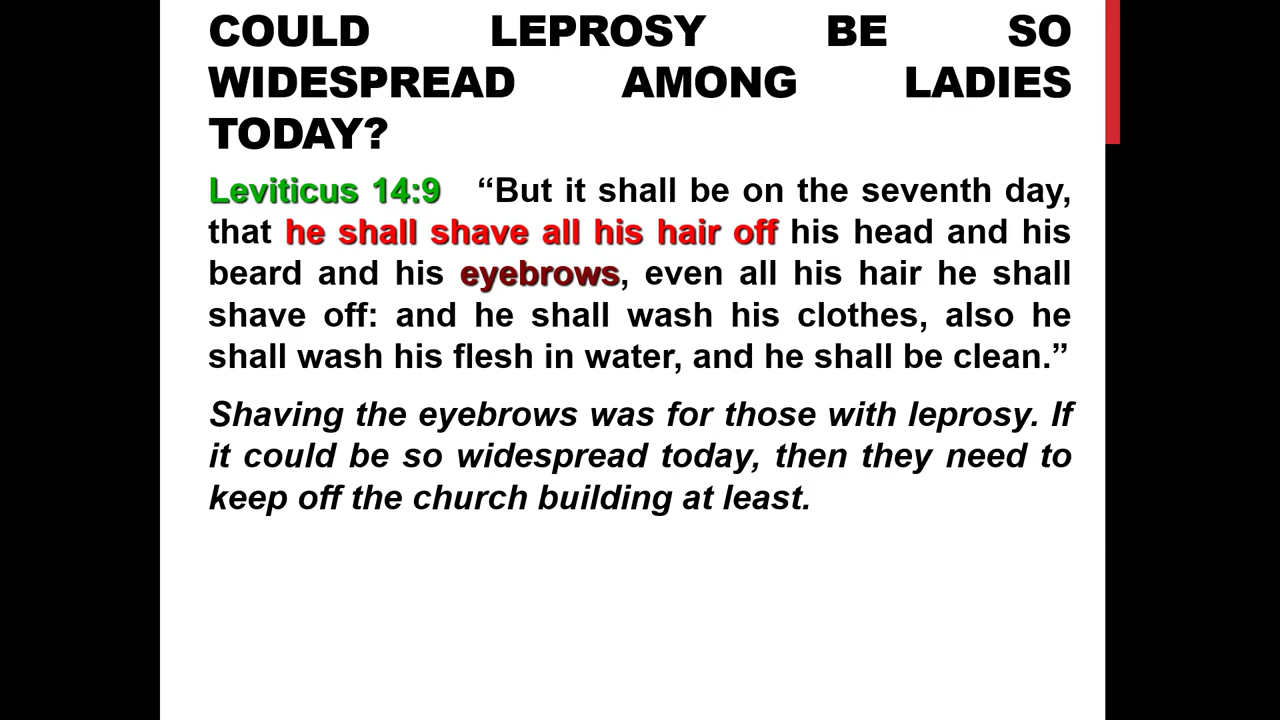 COULD LEPROSY BE SO
WIDESPREAD AMONG LADIES
TODAY?
Leviticus 14:9 “But it shall be on the seventh day,
that he shall shave all his hair off his head and his
beard and his eyebrows, even all his hair he shall
shave off: and he shall wash his clothes, also he
shall wash his flesh in water, and he shall be clean.”
Shaving the eyebrows was for those with leprosy. If
it could be so widespread today, then they need to
keep off the church building at least.